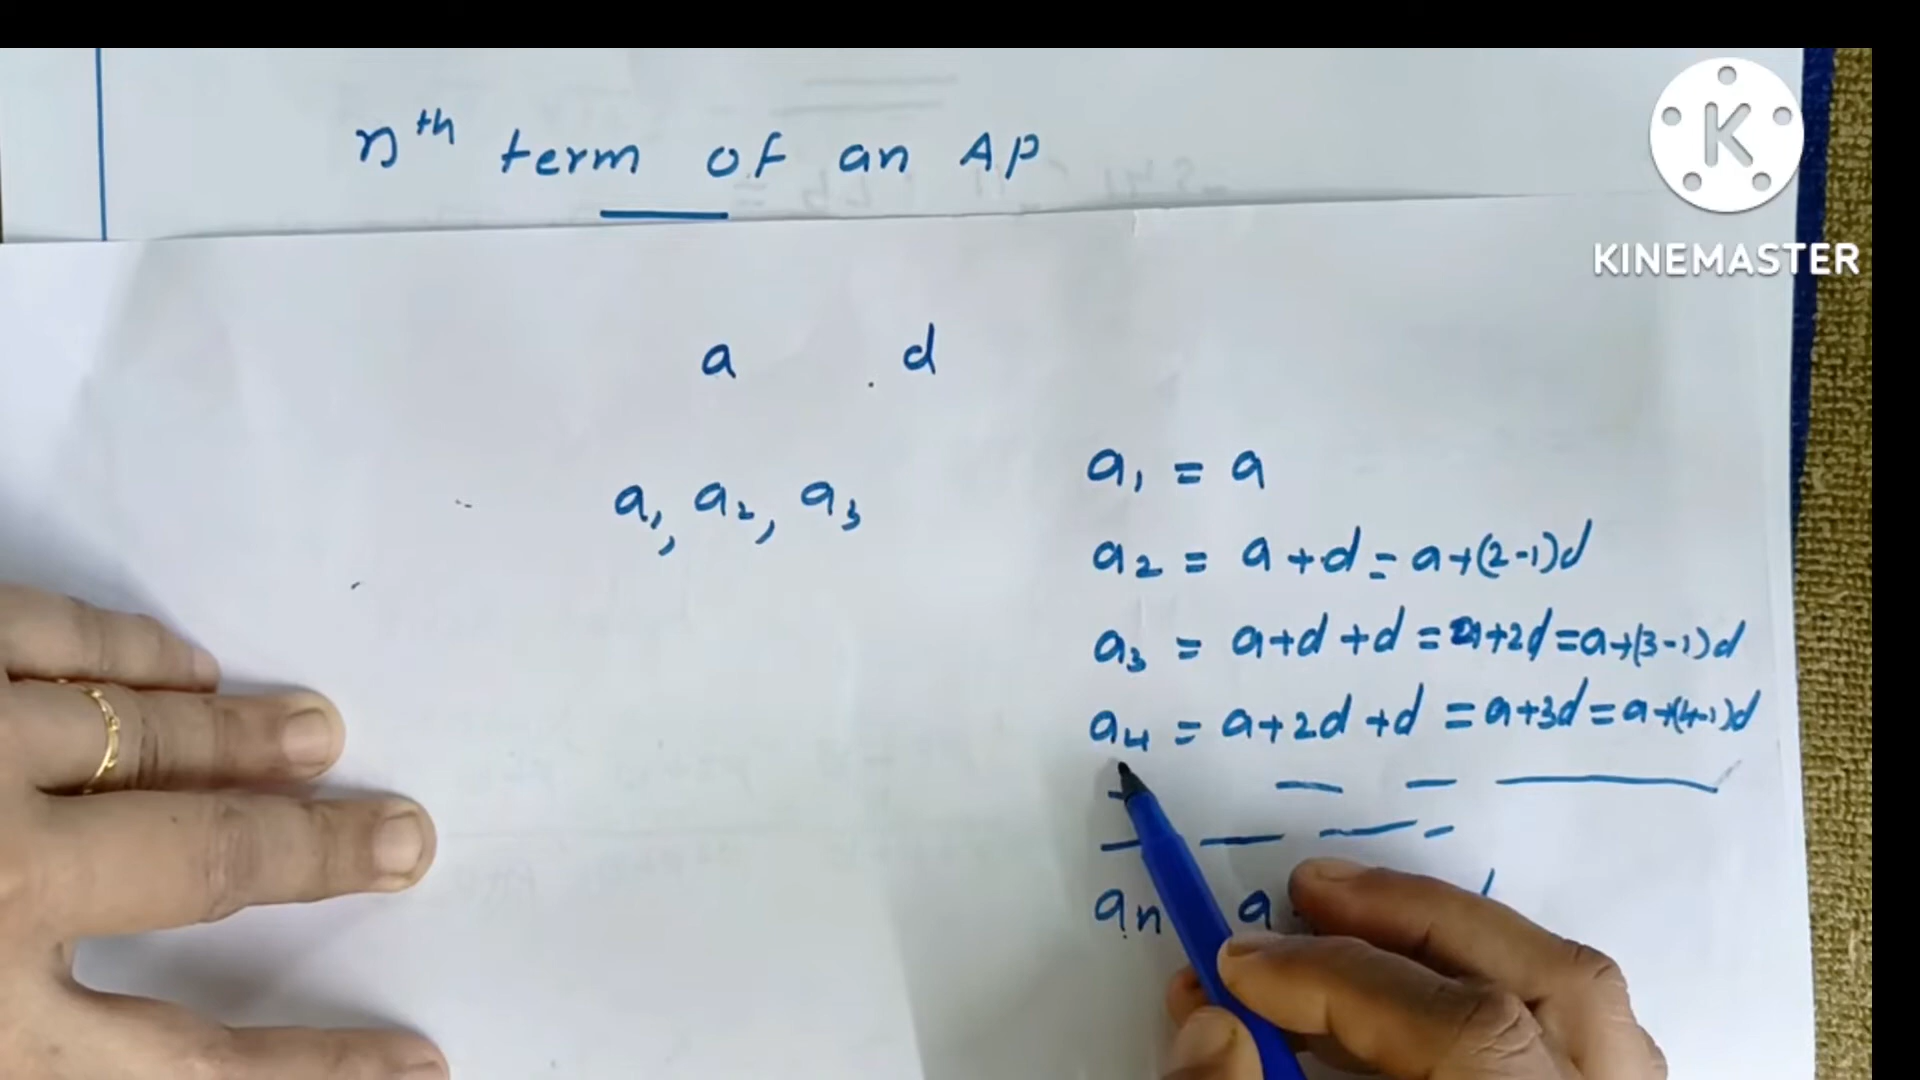 nth term of an AP
K
KINEMASTER
a d
a1, a2, a3
a1 = a
a2 = a+d = a+(2-1)d
a3 = a+d+d = a+2d = a+(3-1)d
a4 = a+2d+d = a+3d = a+(4-1)d
an a